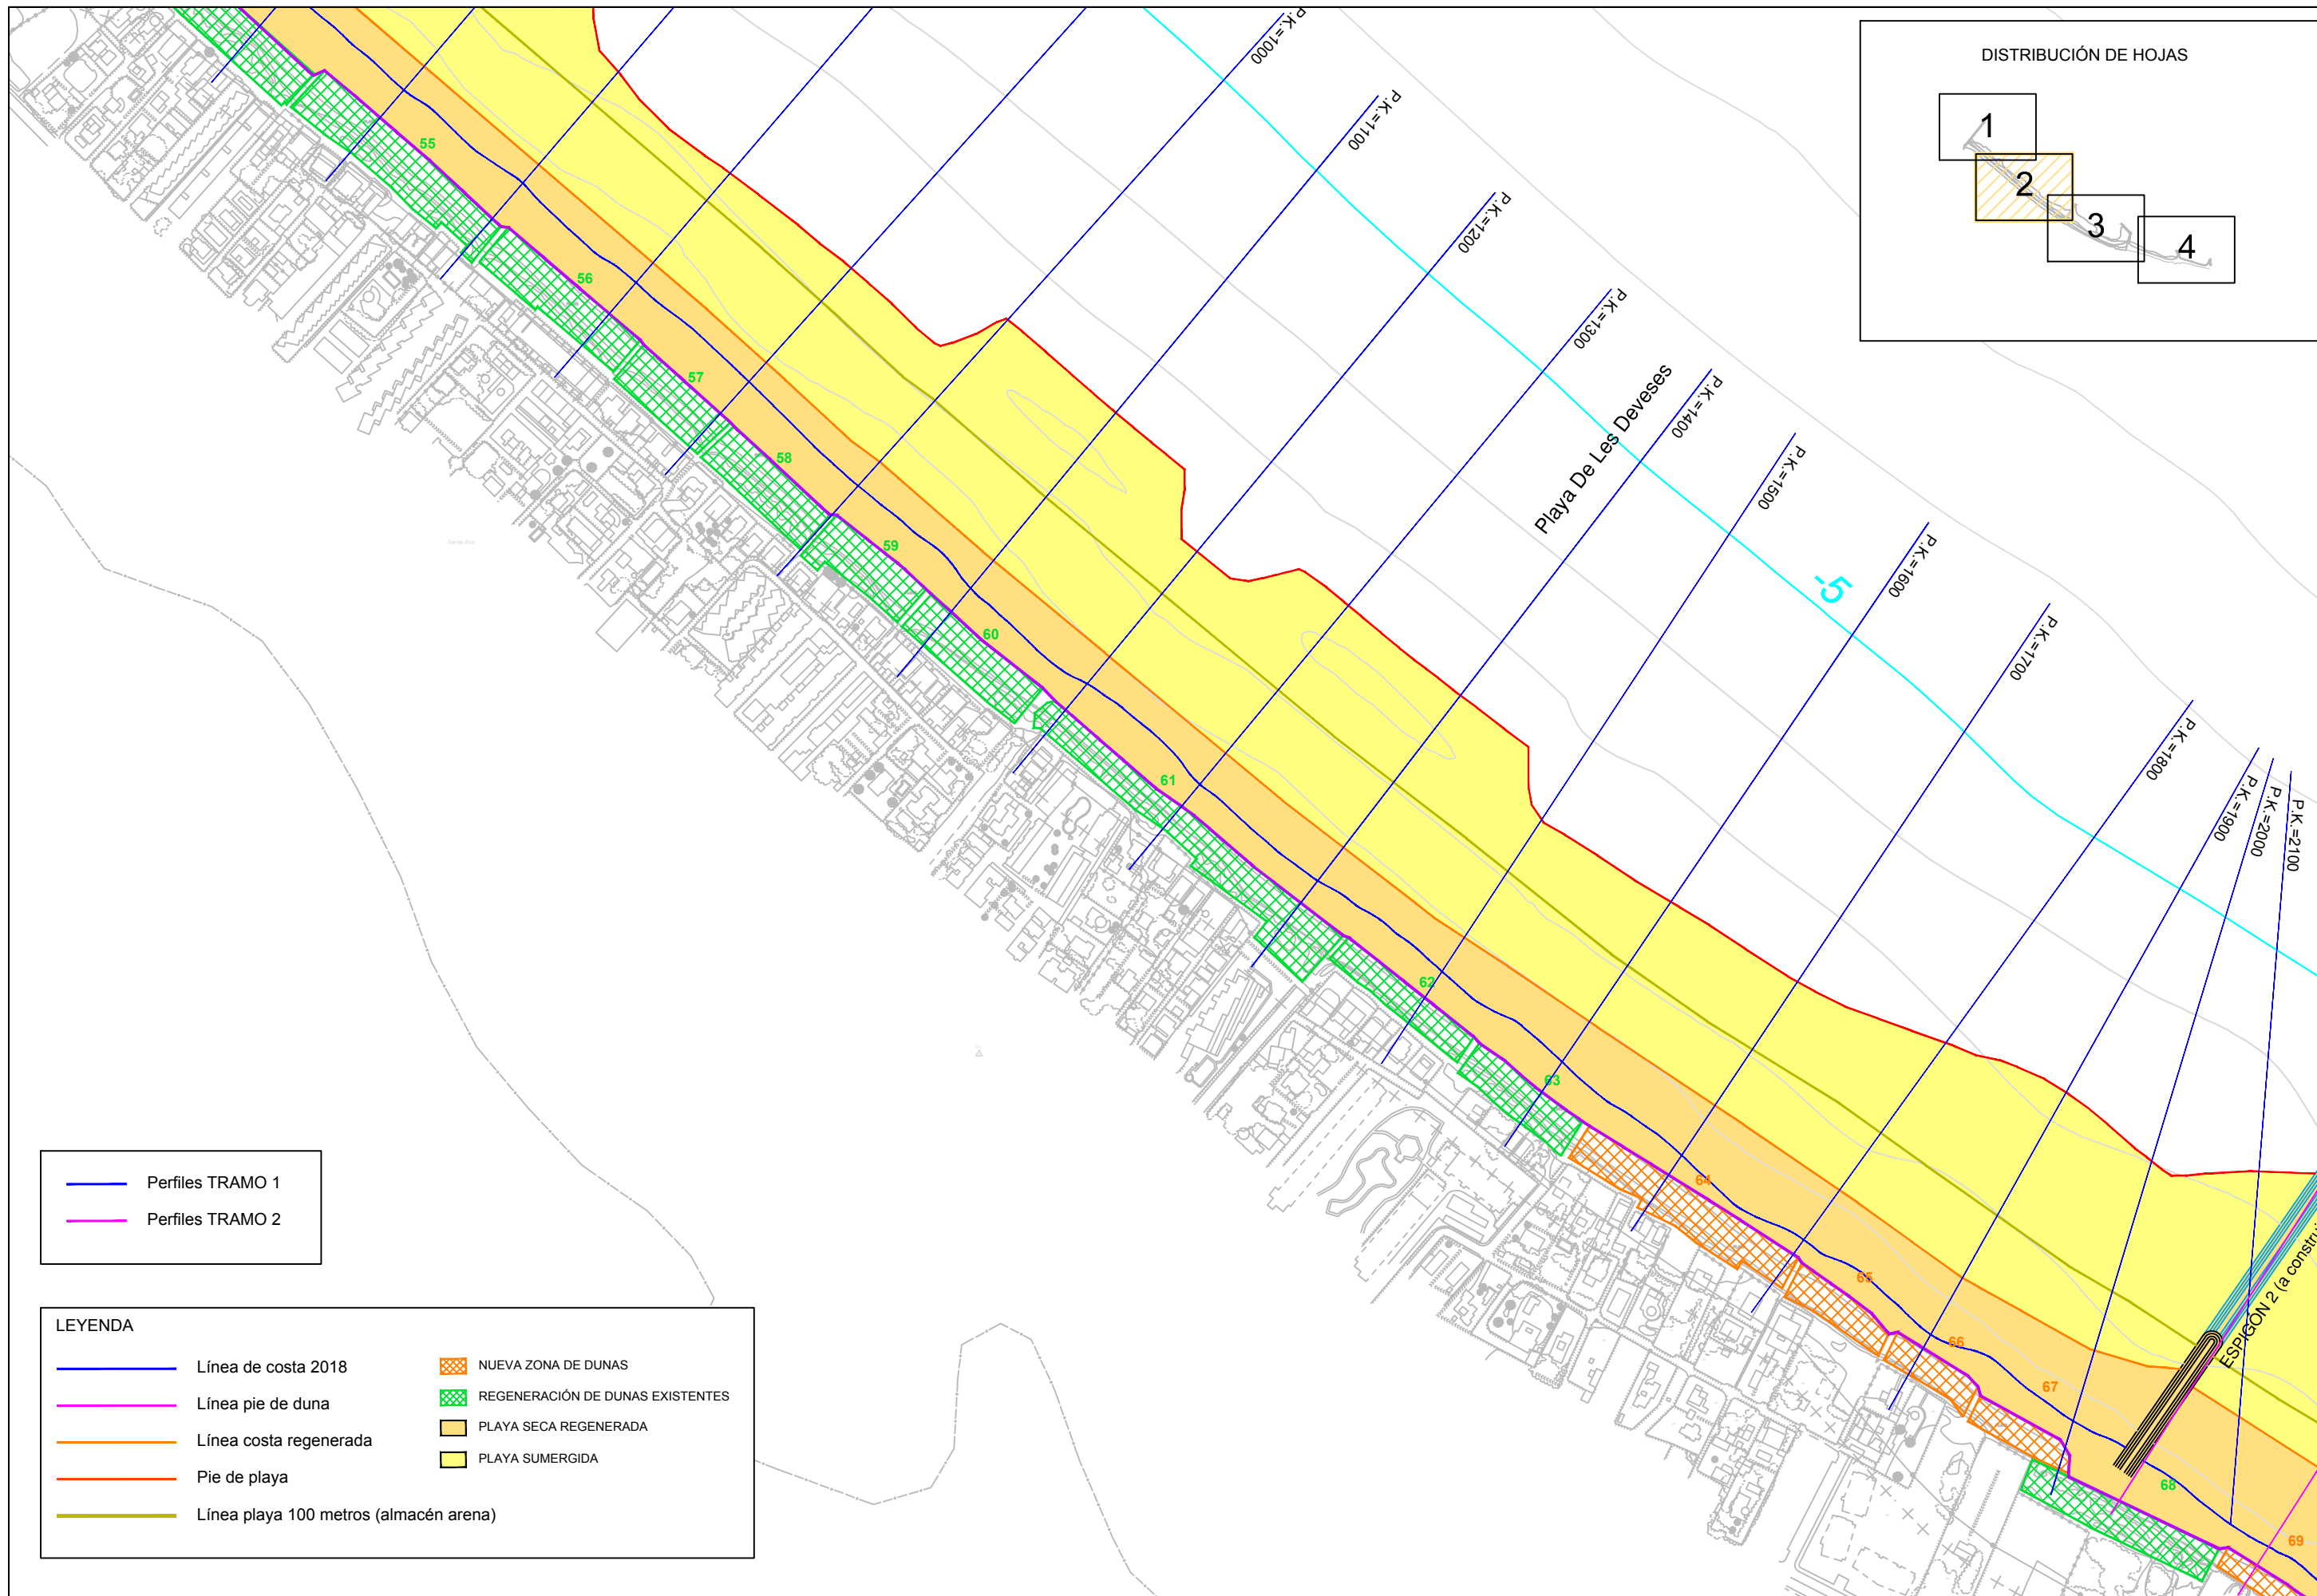 P.K.=1000
P.K.=1100
P.K.=1200
P.K.=1300
P.K.=1400
P.K.=1500
P.K.=1600
P.K.=1700
P.K.=1800
P.K.=1900
P.K.=2000
P.K.=2100
DISTRIBUCIÓN DE HOJAS
1
2
3
4
Playa De Les Deveses
-5
55
56
57
58
59
60
61
62
63
64
65
66
67
68
69
ESPIGÓN 2 (a constru
Perfiles TRAMO 1
Perfiles TRAMO 2
LEYENDA
Línea de costa 2018
Línea pie de duna
Línea costa regenerada
Pie de playa
Línea playa 100 metros (almacén arena)
NUEVA ZONA DE DUNAS
REGENERACIÓN DE DUNAS EXISTENTES
PLAYA SECA REGENERADA
PLAYA SUMERGIDA